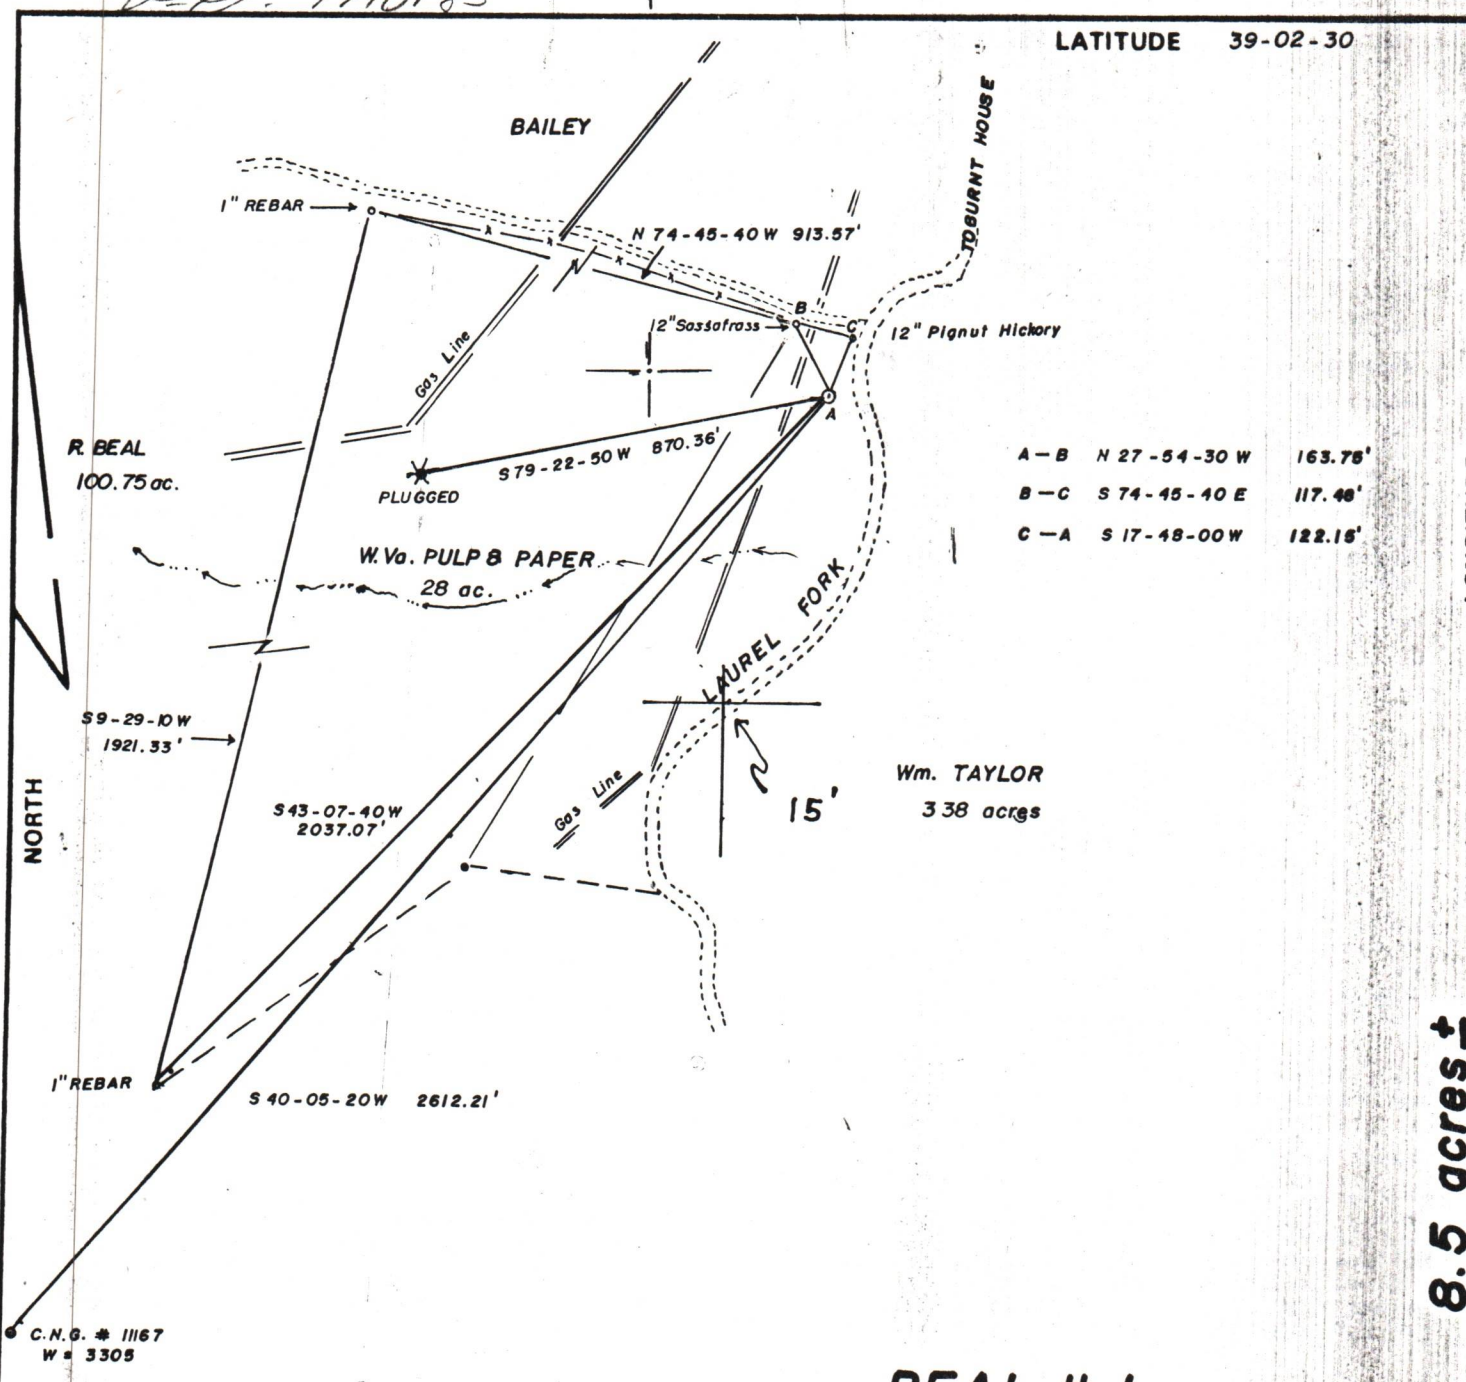 LATITUDE 39-02-30
BAILEY
TO BURNT HOUSE
1" REBAR
N 74-45-40 W 913.57'
B
12" Sassafrass
C
12" Pignut Hickory
Gas Line
A
R. BEAL
100.75 ac.
S 79-22-50 W 870.36'
PLUGGED
A-B N 27-54-30 W 163.75'
B-C S 74-45-40 E 117.48'
C-A S 17-48-00 W 122.15'
W. Va. PULP & PAPER
28 ac.
LAUREL FORK
S 9-29-10 W
1921.33'
NORTH
S 43-07-40 W
2037.07'
Gas Line
15'
Wm. TAYLOR
338 acres
1" REBAR
S 40-05-20 W 2612.21'
8.5 acres ±
C.N.G. # 11167
W = 3305